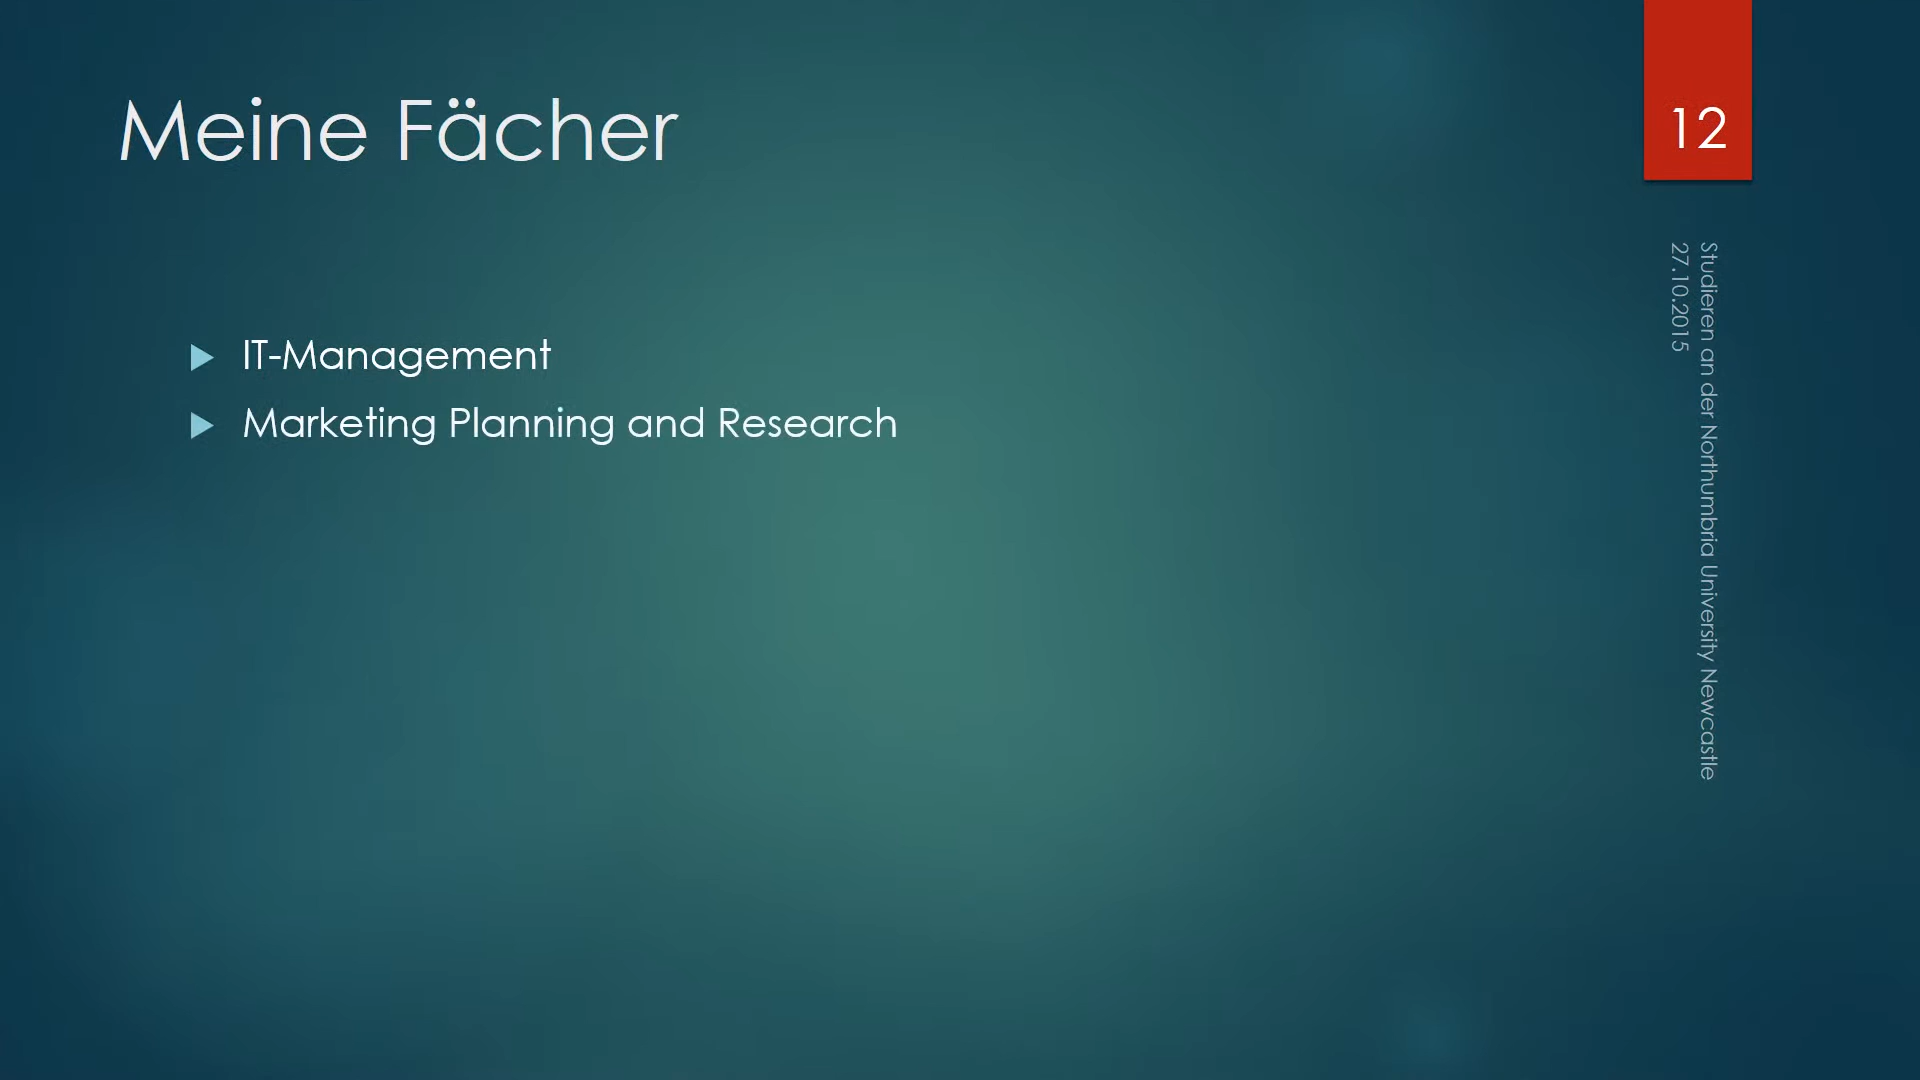 Meine Fächer
12
IT-Management
Marketing Planning and Research
Studieren an der Northumbria University Newcastle
27.10.2015